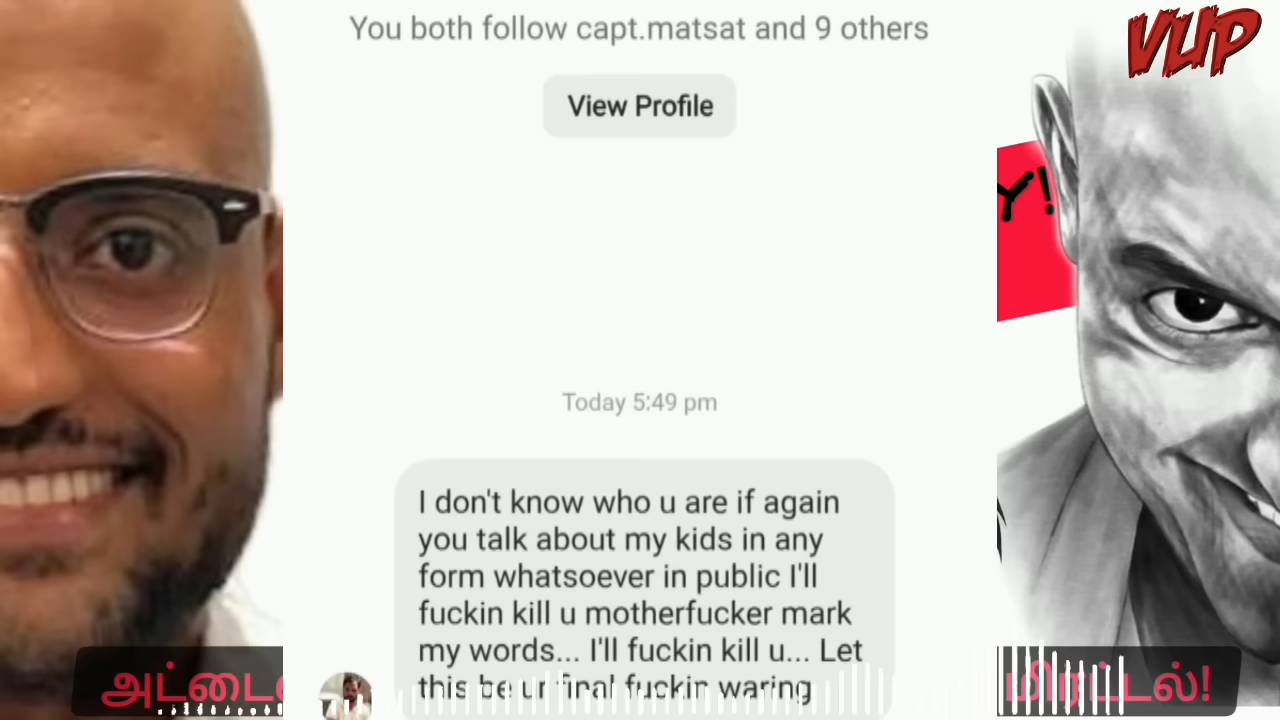 You both follow capt.matsat and 9 others
VUP
View Profile
Y!
Today 5:49 pm
I don't know who u are if again
you talk about my kids in any
form whatsoever in public I'll
fuckin kill u motherfucker mark
my words... I'll fuckin kill u... Let
this be ur final fuckin waring
மிரட்டல்!